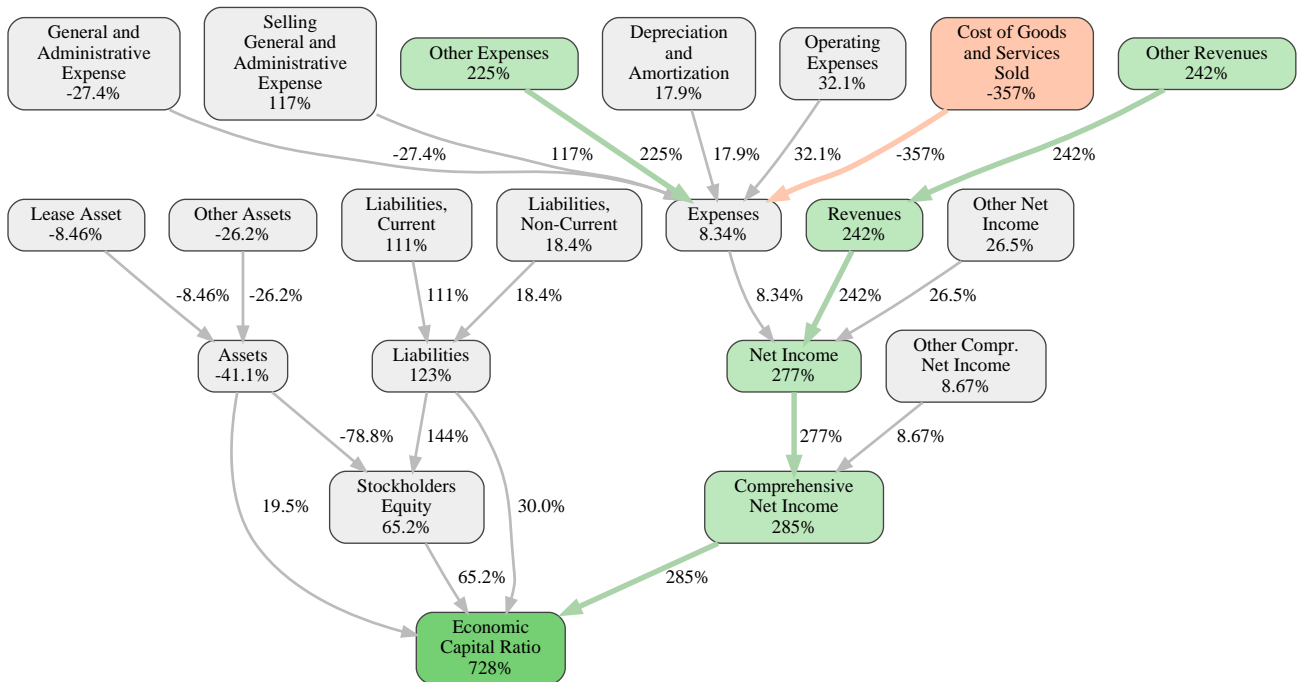 General and
Administrative
Expense
-27.4%
Selling
General and
Administrative
Expense
117%
Other Expenses
225%
Depreciation
and
Amortization
17.9%
Operating
Expenses
32.1%
Cost of Goods
and Services
Sold
-357%
Other Revenues
242%
-27.4%
117%
225%
17.9%
32.1%
-357%
242%
Lease Asset
-8.46%
Other Assets
-26.2%
Liabilities,
Current
111%
Liabilities,
Non-Current
18.4%
Expenses
8.34%
Revenues
242%
Other Net
Income
26.5%
-8.46%
-26.2%
111%
18.4%
8.34%
242%
26.5%
Assets
-41.1%
Liabilities
123%
Net Income
277%
Other Compr.
Net Income
8.67%
-78.8%
144%
277%
8.67%
Stockholders
Equity
65.2%
Comprehensive
Net Income
285%
19.5%
30.0%
65.2%
285%
Economic
Capital Ratio
728%